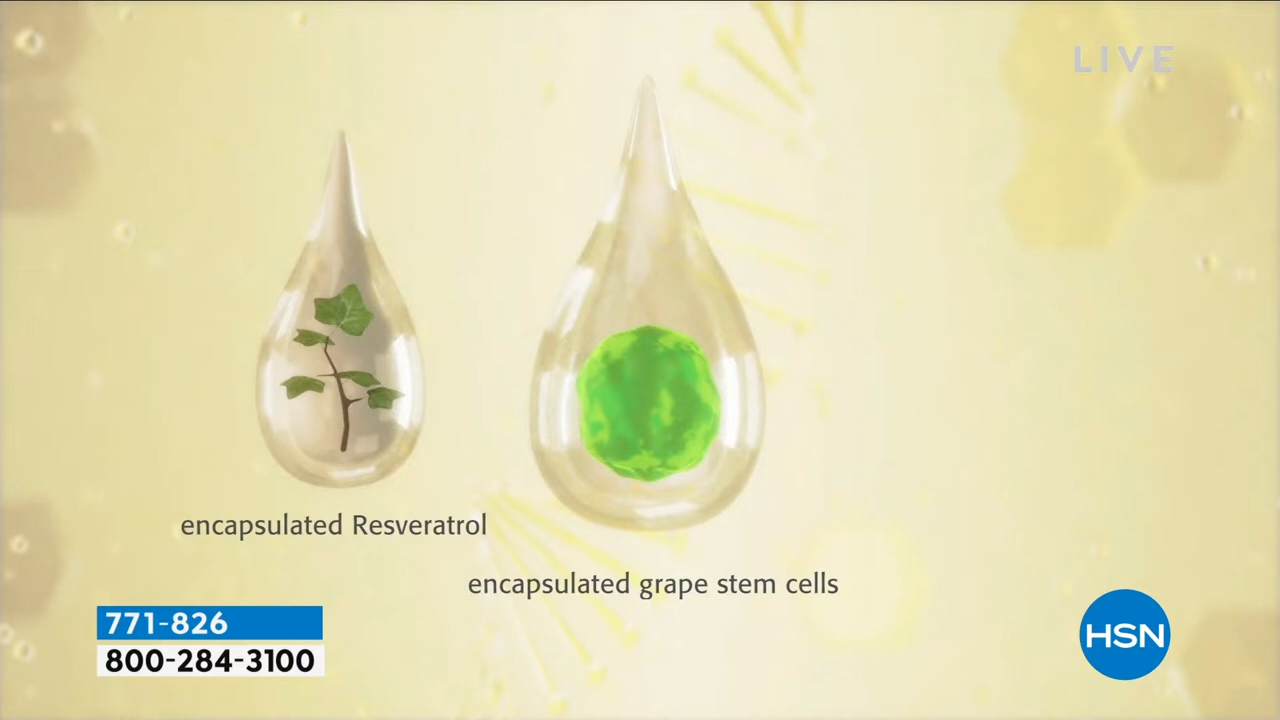 LIVE
encapsulated Resveratrol
encapsulated grape stem cells
771-826
800-284-3100
HSN